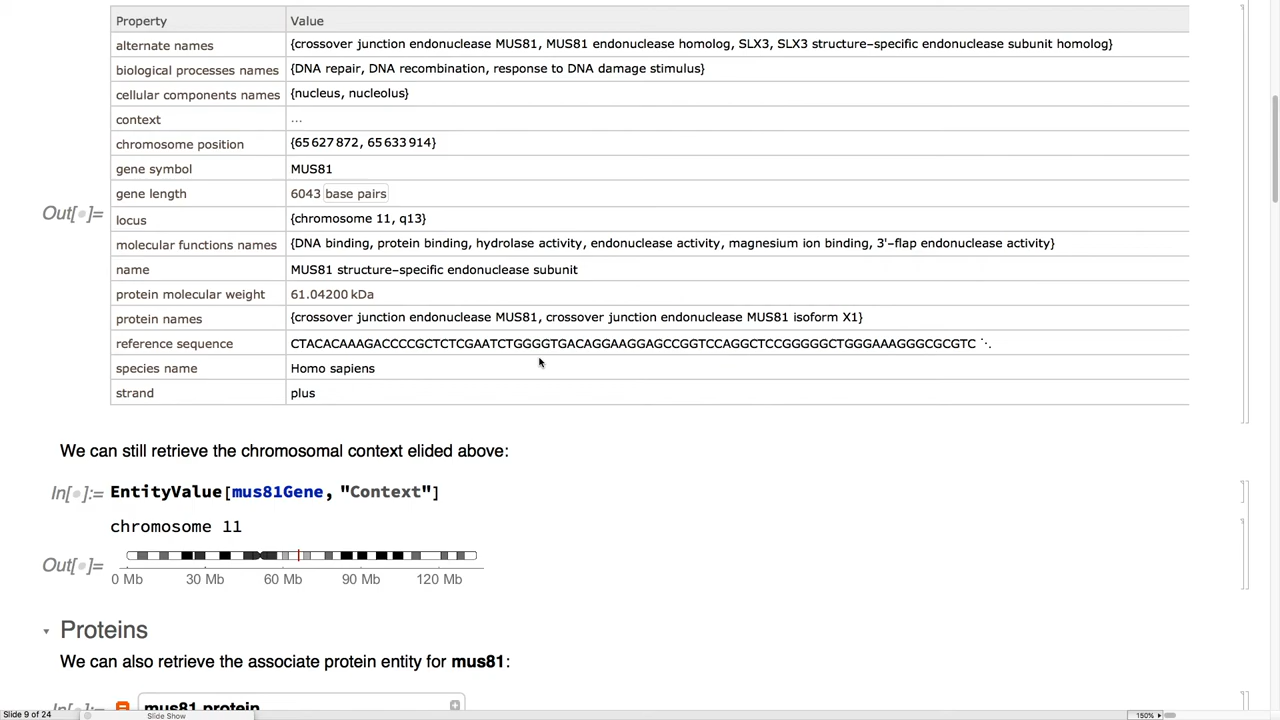 Property Value
alternate names {crossover junction endonuclease MUS81, MUS81 endonuclease homolog, SLX3, SLX3 structure-specific endonuclease subunit homolog}
biological processes names {DNA repair, DNA recombination, response to DNA damage stimulus}
cellular components names {nucleus, nucleolus}
context ...
chromosome position {65 627 872, 65 633 914}
gene symbol MUS81
gene length 6043 base pairs
locus {chromosome 11, q13}
molecular functions names {DNA binding, protein binding, hydrolase activity, endonuclease activity, magnesium ion binding, 3'-flap endonuclease activity}
name MUS81 structure-specific endonuclease subunit
protein molecular weight 61.04200 kDa
protein names {crossover junction endonuclease MUS81, crossover junction endonuclease MUS81 isoform X1}
reference sequence CTACACAAAGACCCCGCTCTCGAATCTGGGGTGACAGGAAGGAGCCGGTCCAGGCTCCGGGGGCTGGGAAAGGGCGCGTC ⋱
species name Homo sapiens
strand plus
Out[•]=
We can still retrieve the chromosomal context elided above:
In[•]:= EntityValue[mus81Gene, "Context"]
chromosome 11
Out[•]=
0 Mb 30 Mb 60 Mb 90 Mb 120 Mb
Proteins
We can also retrieve the associate protein entity for mus81:
In[•]:= mus81 protein
Slide 9 of 24 Slide Show 150%